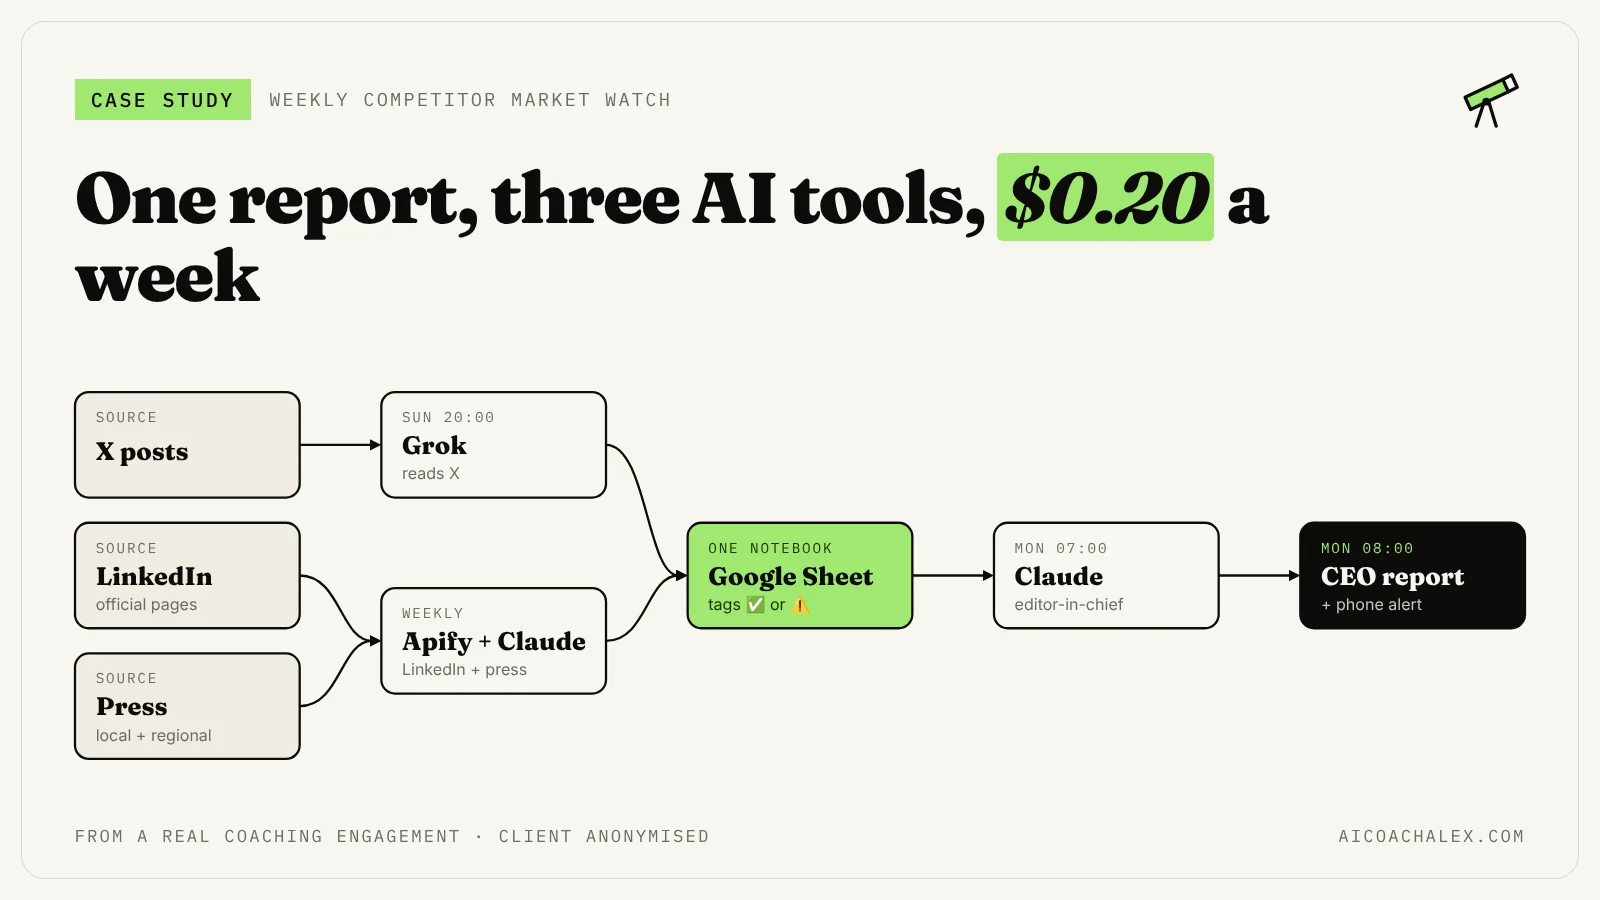 CASE STUDY
WEEKLY COMPETITOR MARKET WATCH
One report, three AI tools, $0.20 a
week
SOURCE
X posts
SUN 20:00
Grok
reads X
SOURCE
LinkedIn
official pages
SOURCE
Press
local + regional
WEEKLY
Apify + Claude
LinkedIn + press
ONE NOTEBOOK
Google Sheet
tags ✅ or ⚠️
MON 07:00
Claude
editor-in-chief
MON 08:00
CEO report
+ phone alert
FROM A REAL COACHING ENGAGEMENT · CLIENT ANONYMISED
AICOACHALEX.COM